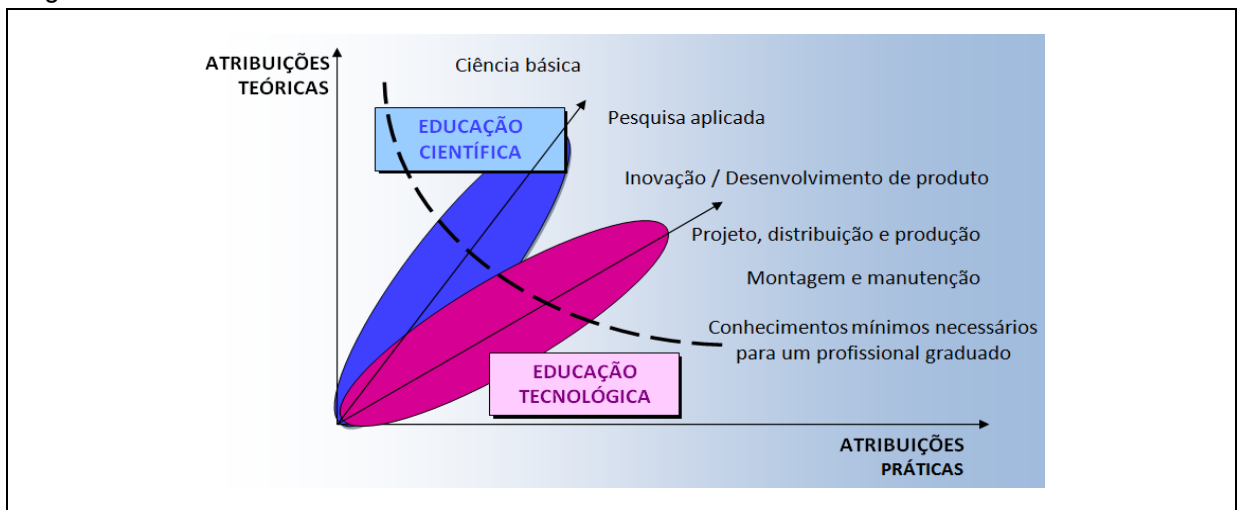 ATRIBUIÇÕES
TEÓRICAS
Ciência básica
EDUCAÇÃO
CIENTÍFICA
Pesquisa aplicada
Inovação / Desenvolvimento de produto
Projeto, distribuição e produção
Montagem e manutenção
Conhecimentos mínimos necessários
para um profissional graduado
EDUCAÇÃO
TECNOLÓGICA
ATRIBUIÇÕES
PRÁTICAS